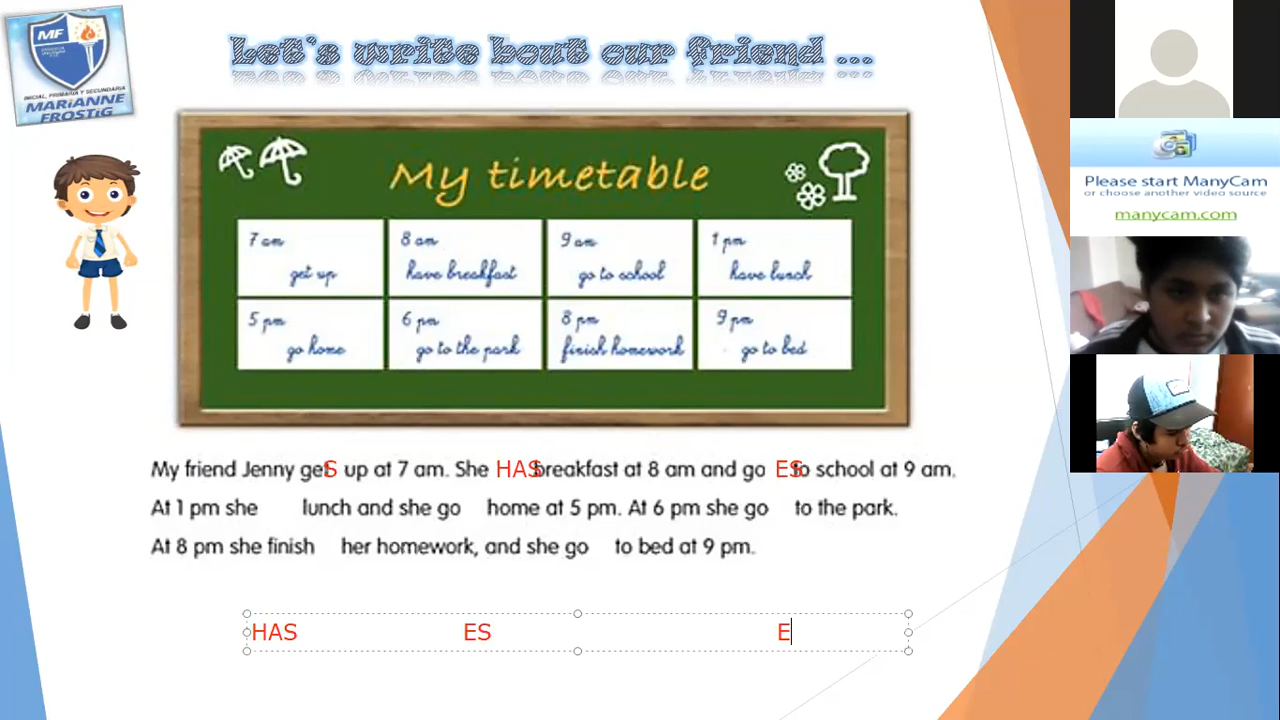 MF
INICIAL, PRIMARIA Y SECUNDARIA
MARiANNE
FROSTiG
Let's write bout our friend ...
My timetable
7 am
get up
8 am
have breakfast
9 am
go to school
1 pm
have lunch
5 pm
go home
6 pm
go to the park
8 pm
finish homework
9 pm
go to bed
My friend Jenny getS up at 7 am. She HAS breakfast at 8 am and go ES to school at 9 am.
At 1 pm she lunch and she go home at 5 pm. At 6 pm she go to the park.
At 8 pm she finish her homework, and she go to bed at 9 pm.
HAS ES E
Please start ManyCam
or choose another video source
manycam.com